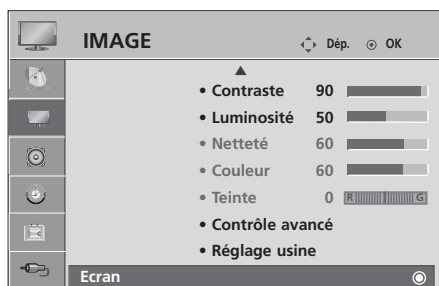 IMAGE Dép. OK
• Contraste 90
• Luminosité 50
• Netteté 60
• Couleur 60
• Teinte 0 R G
• Contrôle avancé
• Réglage usine
Ecran